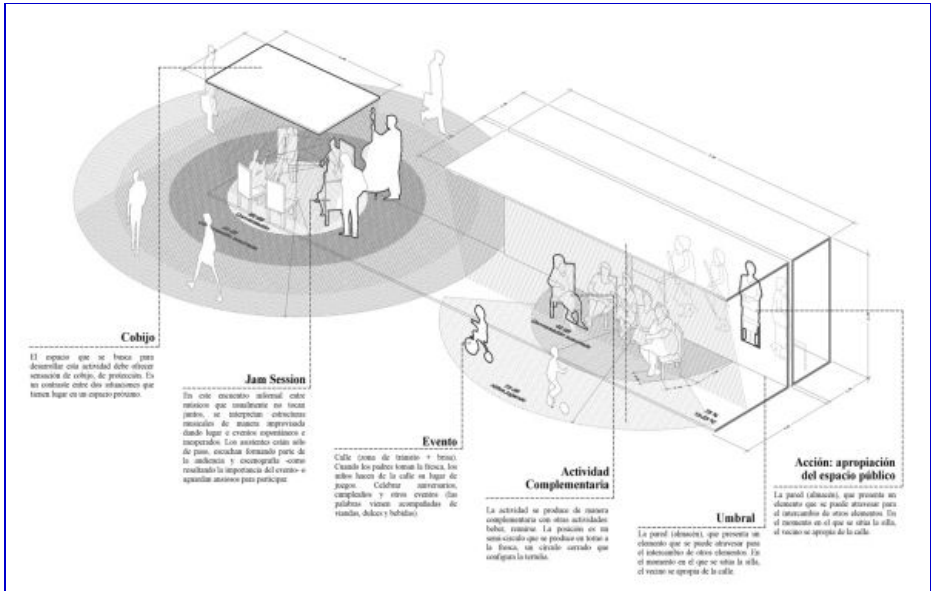 Cobijo
El espacio que se busca para
desarrollar esta actividad debe ofrecer
sensación de cobijo, de protección. Es
un contraste entre dos situaciones que
tienen lugar en un espacio próximo.
Jam Session
En este encuentro informal entre
músicos que usualmente no tocan
juntos, se interpretan estructuras
musicales de manera improvisada
dando lugar a eventos espontáneos e
inesperados. Los asistentes están sólo
de paso, escuchan formando parte de
la audiencia y escenografía -como
resultando la importancia del evento- o
aguardan ansiosos para participar.
Evento
Calle (zona de tránsito + brisa).
Cuando los padres toman la fresca, los
niños hacen de la calle su lugar de
juegos. Celebrar aniversarios,
cumpleaños y otros eventos (las
palabras vienen acompañadas de
viandas, dulces y bebidas).
Actividad
Complementaria
La actividad se produce de manera
complementaria con otras actividades:
beber, reunirse. La posición es un
semi-círculo que se produce en torno a
la fresca, un círculo cerrado que
configura la tertulia.
Umbral
La pared (almacén), que presenta un
elemento que se puede atravesar para
el intercambio de otros elementos. En
el momento en el que se sitúa la silla,
el vecino se apropia de la calle.
Acción: apropiación
del espacio público
La pared (almacén), que presenta un
elemento que se puede atravesar para
el intercambio de otros elementos. En
el momento en el que se sitúa la silla,
el vecino se apropia de la calle.